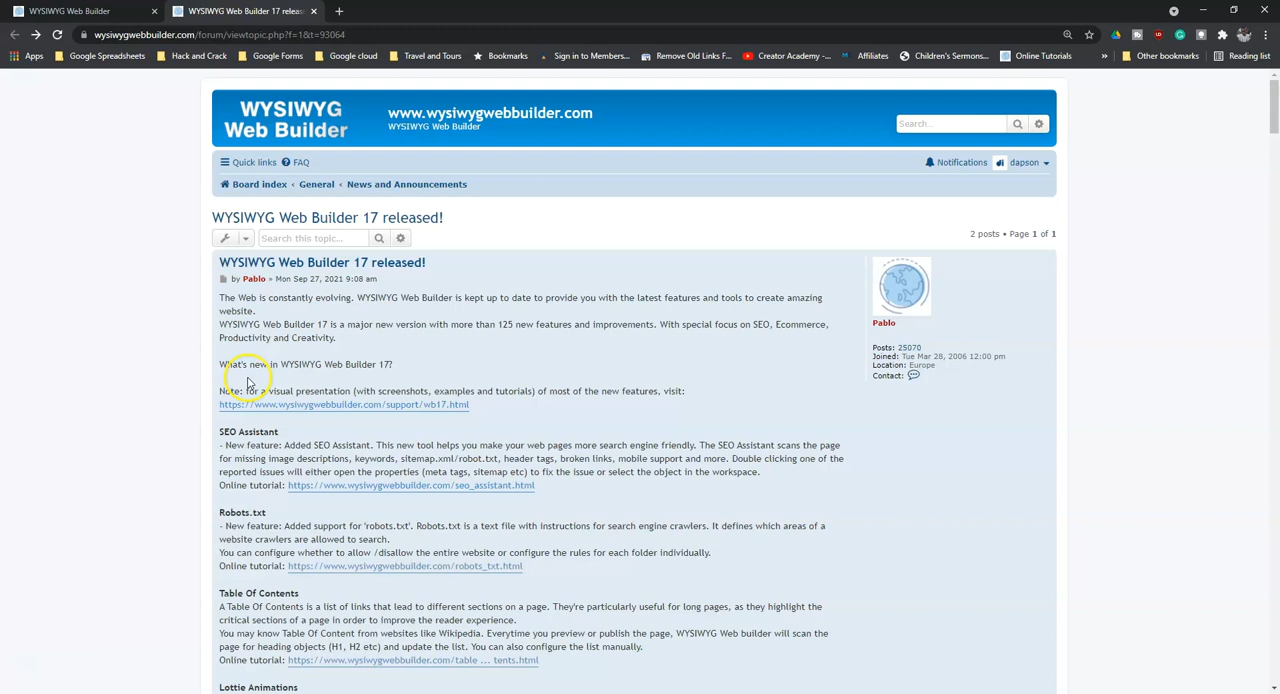 WYSIWYG Web Builder
WYSIWYG Web Builder 17 releas
wysiwygwebbuilder.com/forum/viewtopic.php?f=1&t=93064
Apps Google Spreadsheets Hack and Crack Google Forms Google cloud Travel and Tours Bookmarks Sign in to Members... Remove Old Links F... Creator Academy -... Affiliates Children's Sermons... Online Tutorials » Other bookmarks Reading list
WYSIWYG
Web Builder
www.wysiwygwebbuilder.com
WYSIWYG Web Builder
Search...
Quick links FAQ
Notifications dapson
Board index ‹ General ‹ News and Announcements
WYSIWYG Web Builder 17 released!
Search this topic...
2 posts • Page 1 of 1
WYSIWYG Web Builder 17 released!
by Pablo » Mon Sep 27, 2021 9:08 am
The Web is constantly evolving. WYSIWYG Web Builder is kept up to date to provide you with the latest features and tools to create amazing
website.
WYSIWYG Web Builder 17 is a major new version with more than 125 new features and improvements. With special focus on SEO, Ecommerce,
Productivity and Creativity.
What's new in WYSIWYG Web Builder 17?
Note: for a visual presentation (with screenshots, examples and tutorials) of most of the new features, visit:
https://www.wysiwygwebbuilder.com/support/wb17.html
SEO Assistant
- New feature: Added SEO Assistant. This new tool helps you make your web pages more search engine friendly. The SEO Assistant scans the page
for missing image descriptions, keywords, sitemap.xml/robot.txt, header tags, broken links, mobile support and more. Double clicking one of the
reported issues will either open the properties (meta tags, sitemap etc) to fix the issue or select the object in the workspace.
Online tutorial: https://www.wysiwygwebbuilder.com/seo_assistant.html
Robots.txt
- New feature: Added support for 'robots.txt'. Robots.txt is a text file with instructions for search engine crawlers. It defines which areas of a
website crawlers are allowed to search.
You can configure whether to allow /disallow the entire website or configure the rules for each folder individually.
Online tutorial: https://www.wysiwygwebbuilder.com/robots_txt.html
Table Of Contents
A Table Of Contents is a list of links that lead to different sections on a page. They're particularly useful for long pages, as they highlight the
critical sections of a page in order to improve the reader experience.
You may know Table Of Content from websites like Wikipedia. Everytime you preview or publish the page, WYSIWYG Web builder will scan the
page for heading objects (H1, H2 etc) and update the list. You can also configure the list manually.
Online tutorial: https://www.wysiwygwebbuilder.com/table ... tents.html
Lottie Animations
Pablo
Posts: 25070
Joined: Tue Mar 28, 2006 12:00 pm
Location: Europe
Contact: